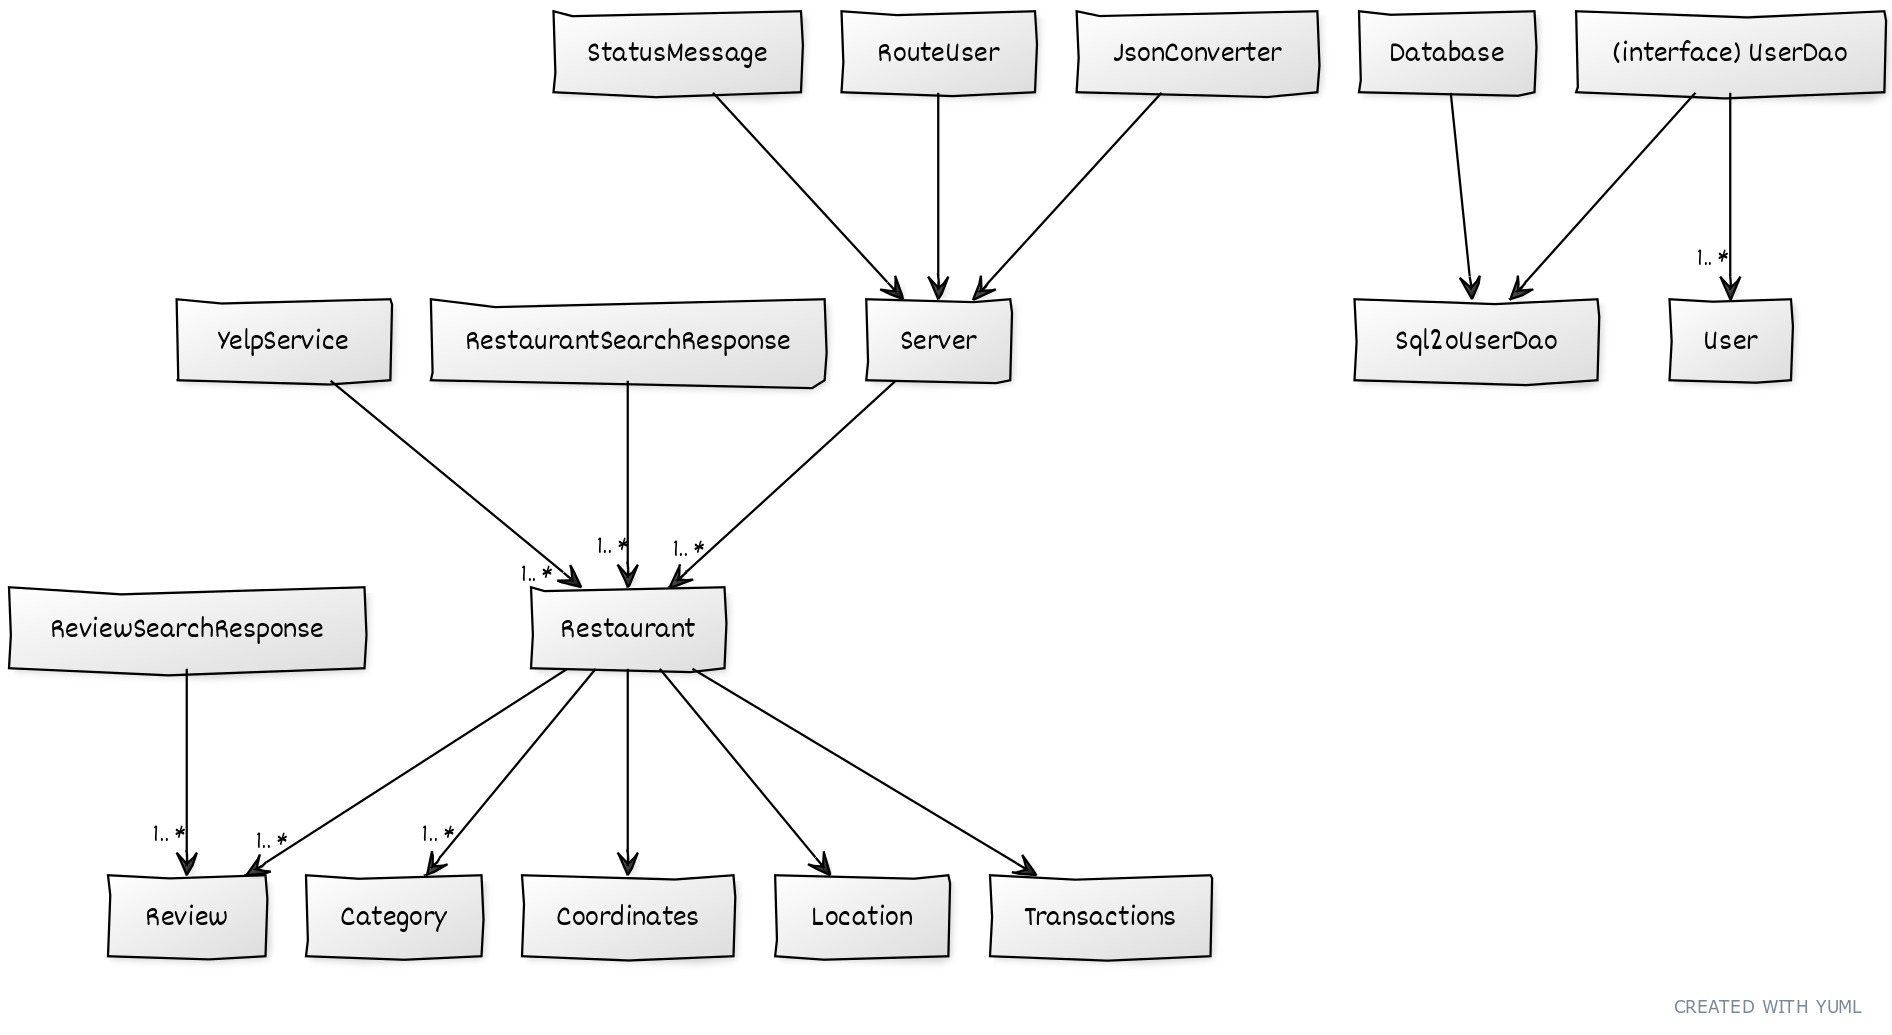 StatusMessage
RouteUser
JsonConverter
Database
(interface) UserDao
1.. *
YelpService
RestaurantSearchResponse
Server
Sql2oUserDao
User
1.. *
1.. *
1.. *
ReviewSearchResponse
Restaurant
1.. *
1.. *
1.. *
Review
Category
Coordinates
Location
Transactions
CREATED WITH YUML